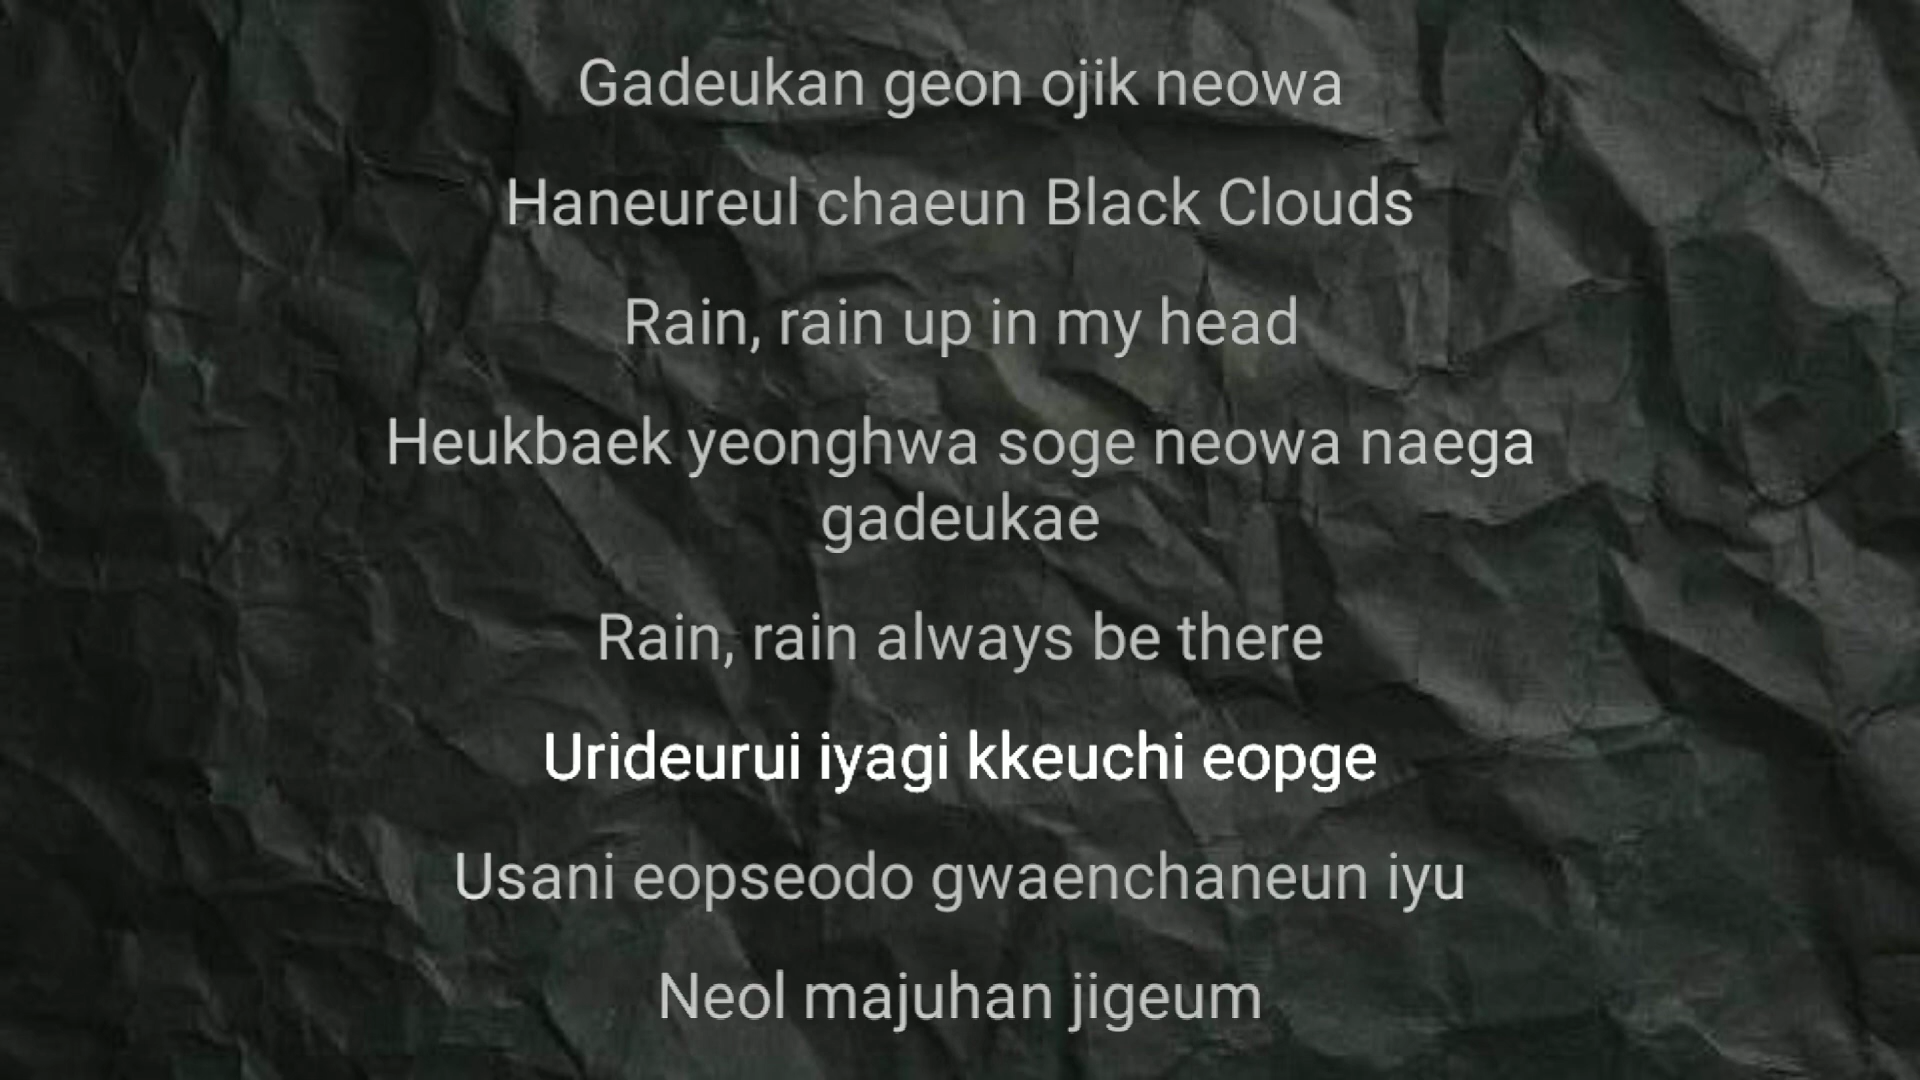 Gadeukan geon ojik neowa
Haneureul chaeun Black Clouds
Rain, rain up in my head
Heukbaek yeonghwa soge neowa naega
gadeukae
Rain, rain always be there
Urideurui iyagi kkeuchi eopge
Usani eopseodo gwaenchaneun iyu
Neol majuhan jigeum